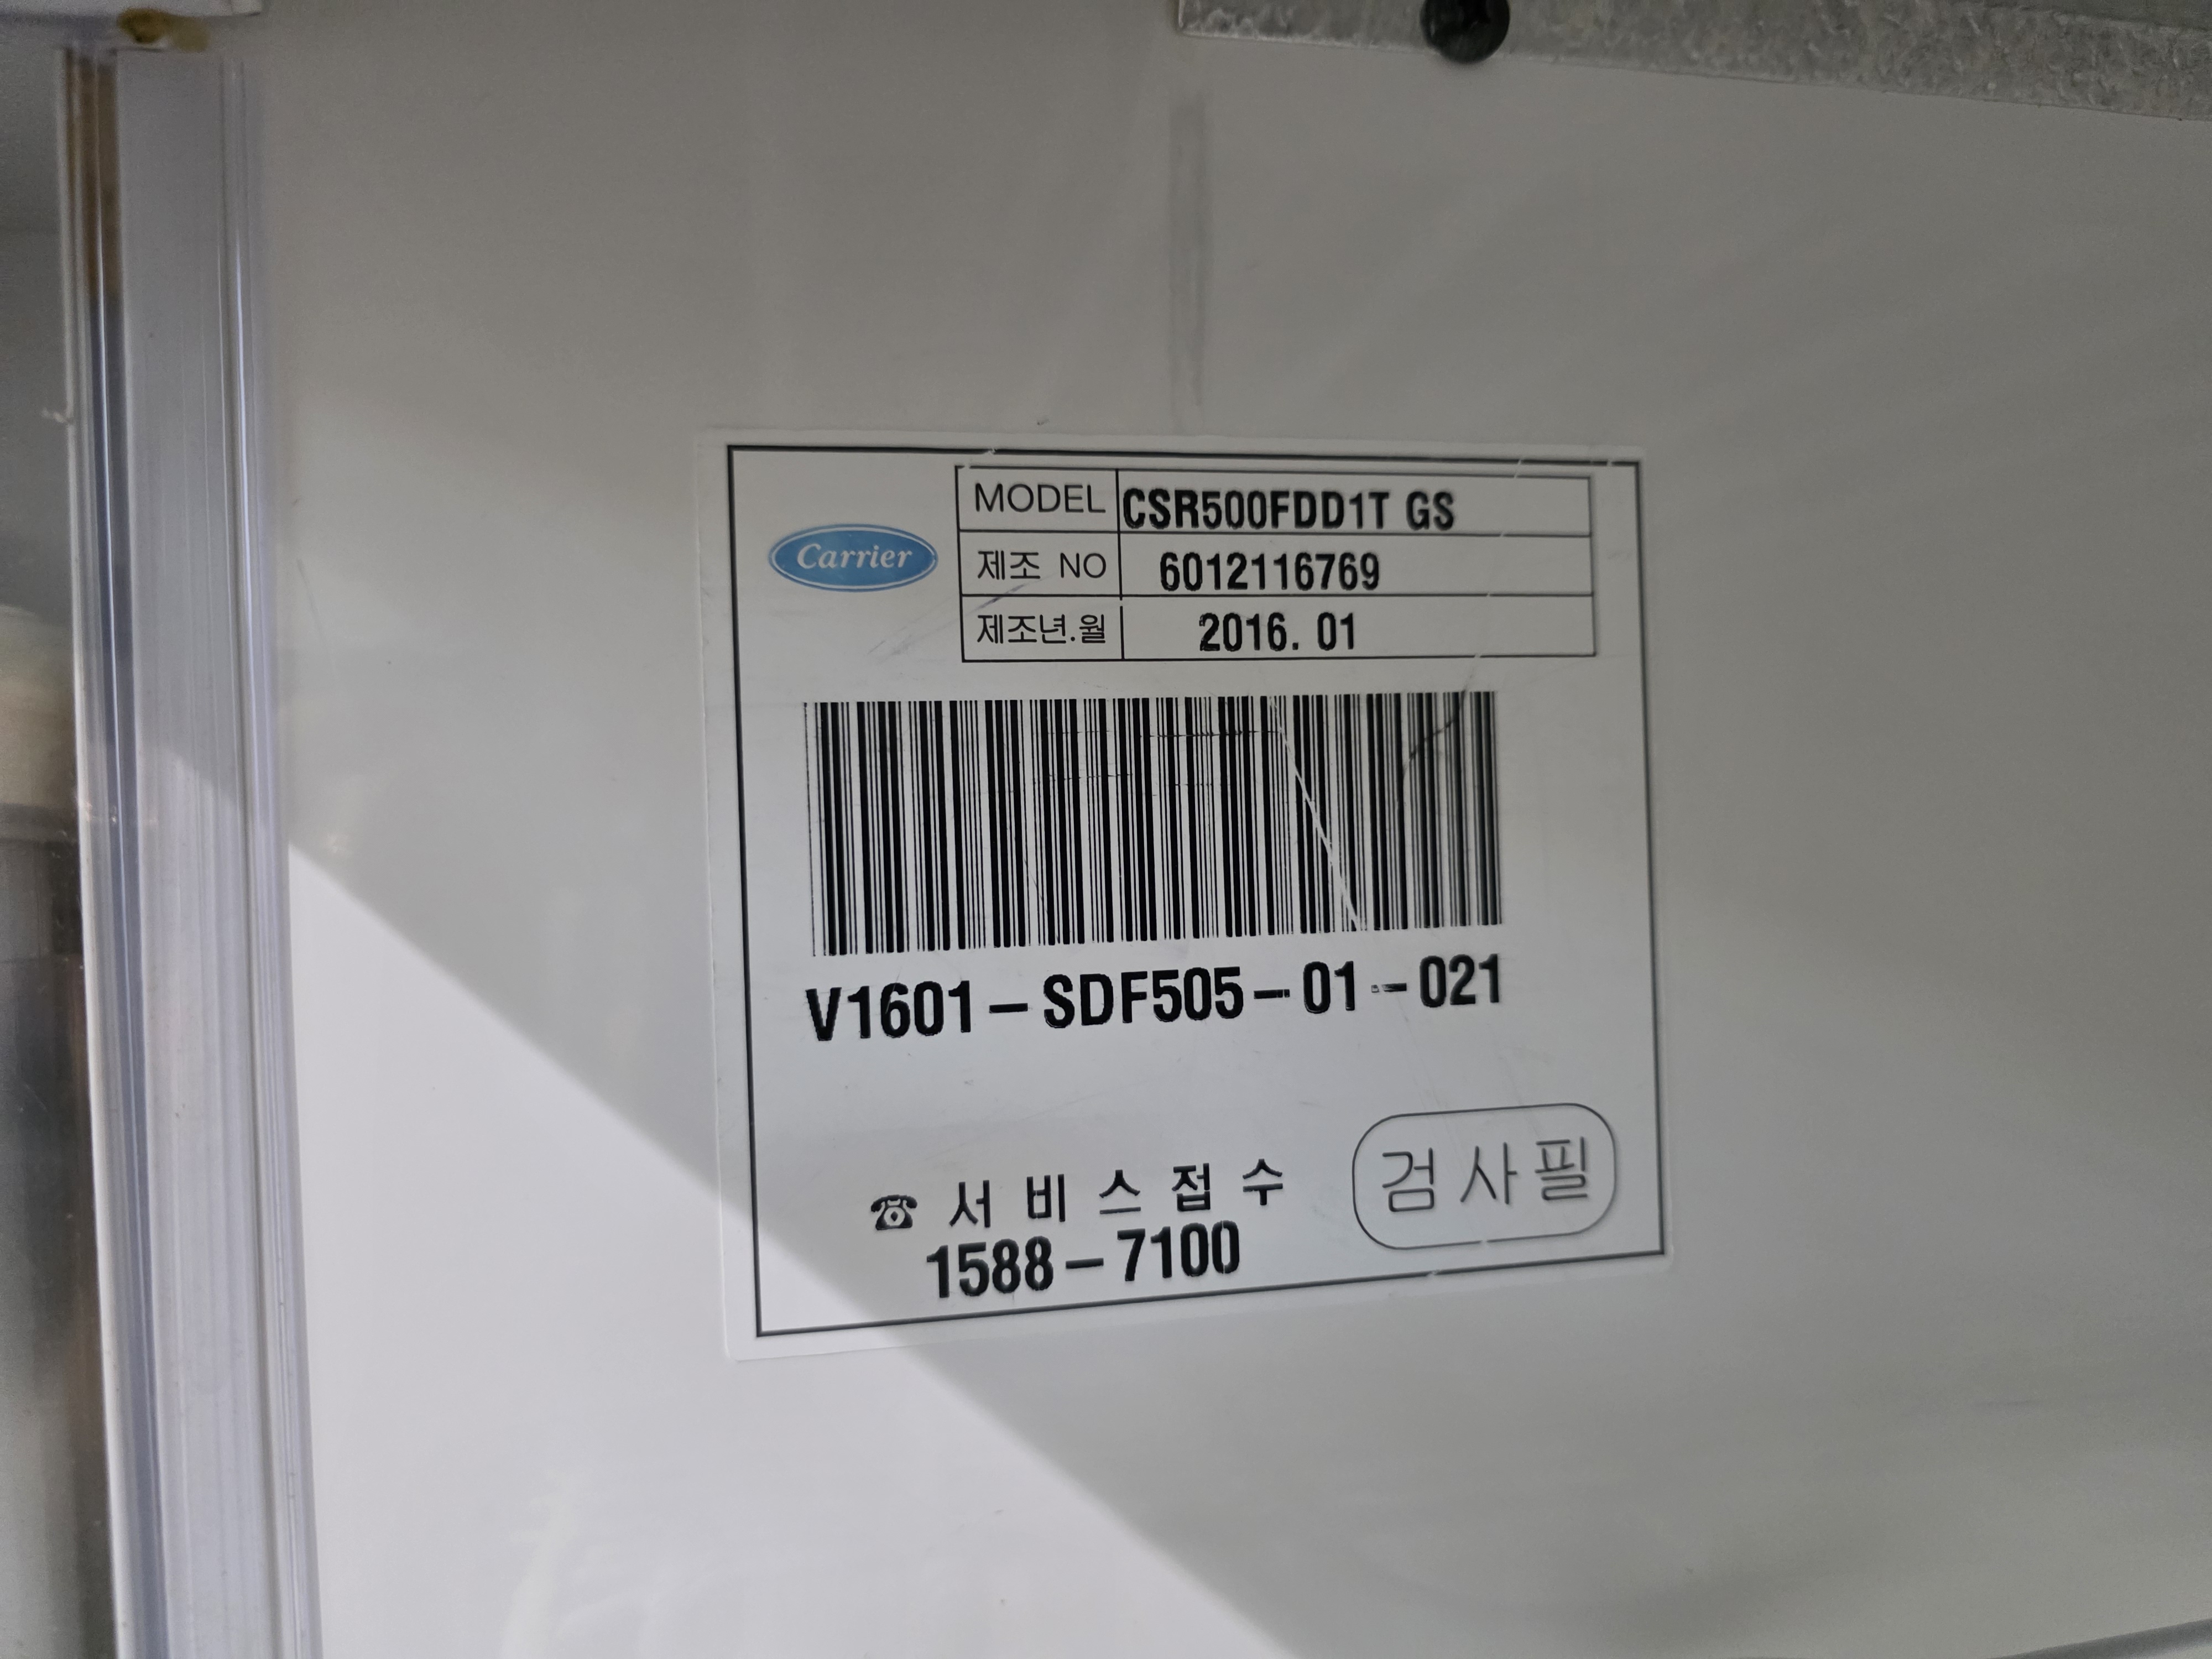 Carrier
MODEL CSR500FDD1T GS
제조 NO 6012116769
제조년.월 2016. 01
V1601-SDF505-01--021
☎ 서비스접수
1588-7100
검사필